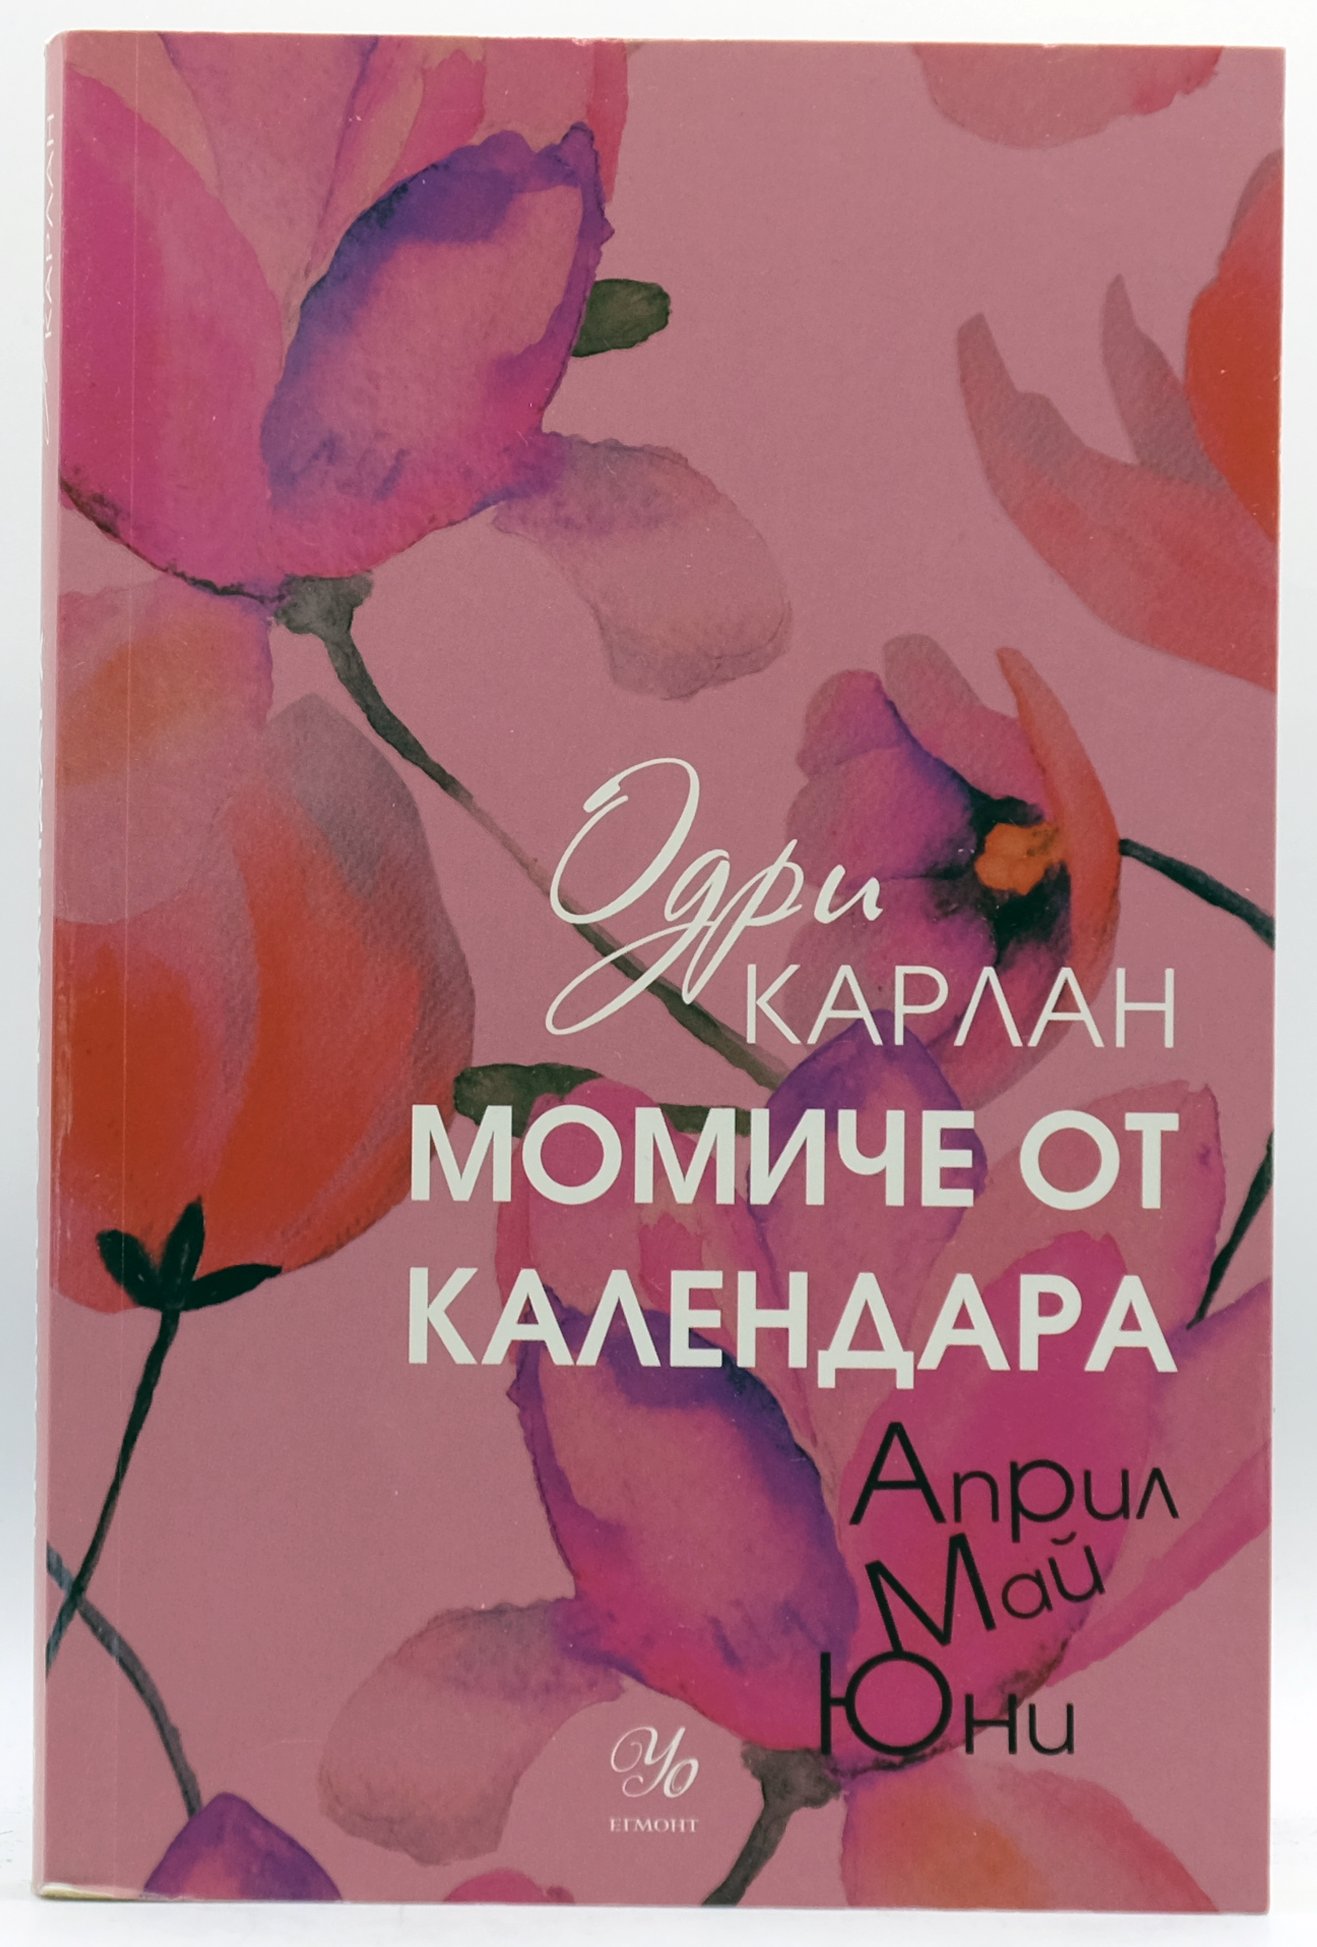 Одри
КАРЛАН
МОМИЧЕ ОТ
КАЛЕНДАРА
Април
Май
Юни
Уо
ЕГМОНТ
КАРЛАН